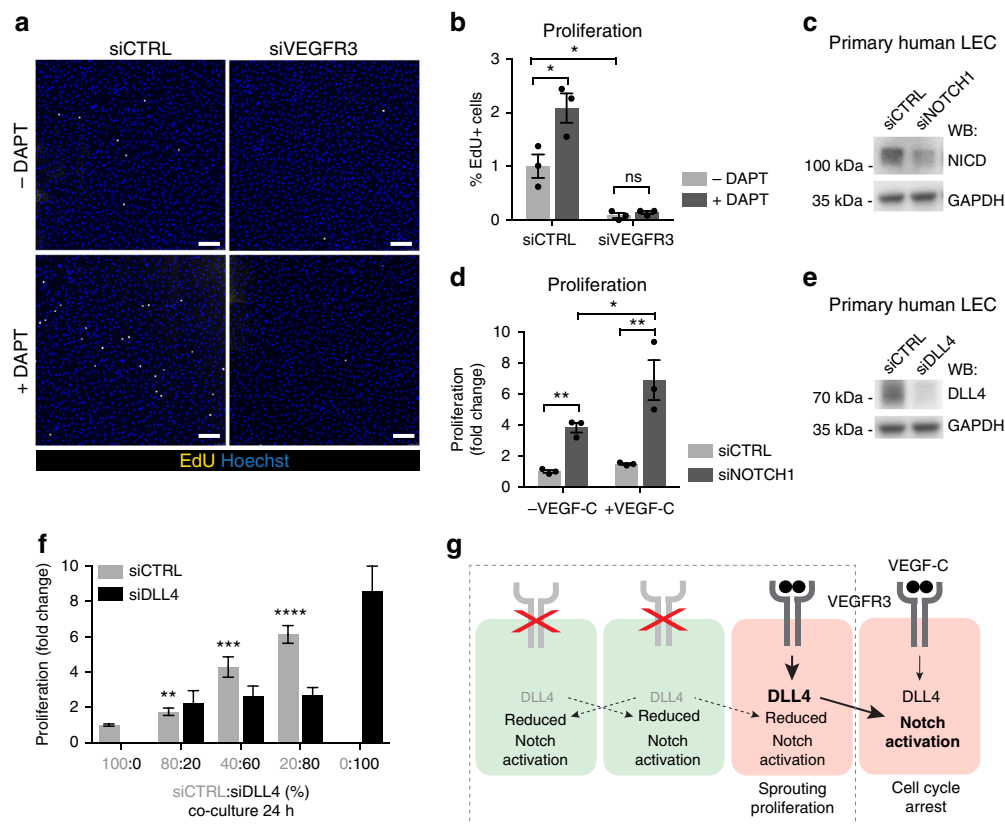 a
siCTRL
siVEGFR3
– DAPT
+ DAPT
EdU Hoechst
b
Proliferation
% EdU+ cells
3
2
1
0
*
*
ns
siCTRL
siVEGFR3
– DAPT
+ DAPT
c
Primary human LEC
siCTRL
siNOTCH1
WB:
100 kDa -
NICD
35 kDa -
GAPDH
d
Proliferation
Proliferation
(fold change)
10
8
6
4
2
0
**
*
**
–VEGF-C
+VEGF-C
siCTRL
siNOTCH1
e
Primary human LEC
siCTRL
siDLL4
WB:
70 kDa -
DLL4
35 kDa -
GAPDH
f
Proliferation (fold change)
10
8
6
4
2
0
siCTRL
siDLL4
**
***
****
100:0
80:20
40:60
20:80
0:100
siCTRL:siDLL4 (%)
co-culture 24 h
g
VEGF-C
VEGFR3
DLL4
Reduced
Notch
activation
DLL4
Reduced
Notch
activation
DLL4
Reduced
Notch
activation
DLL4
Notch
activation
Sprouting
proliferation
Cell cycle
arrest